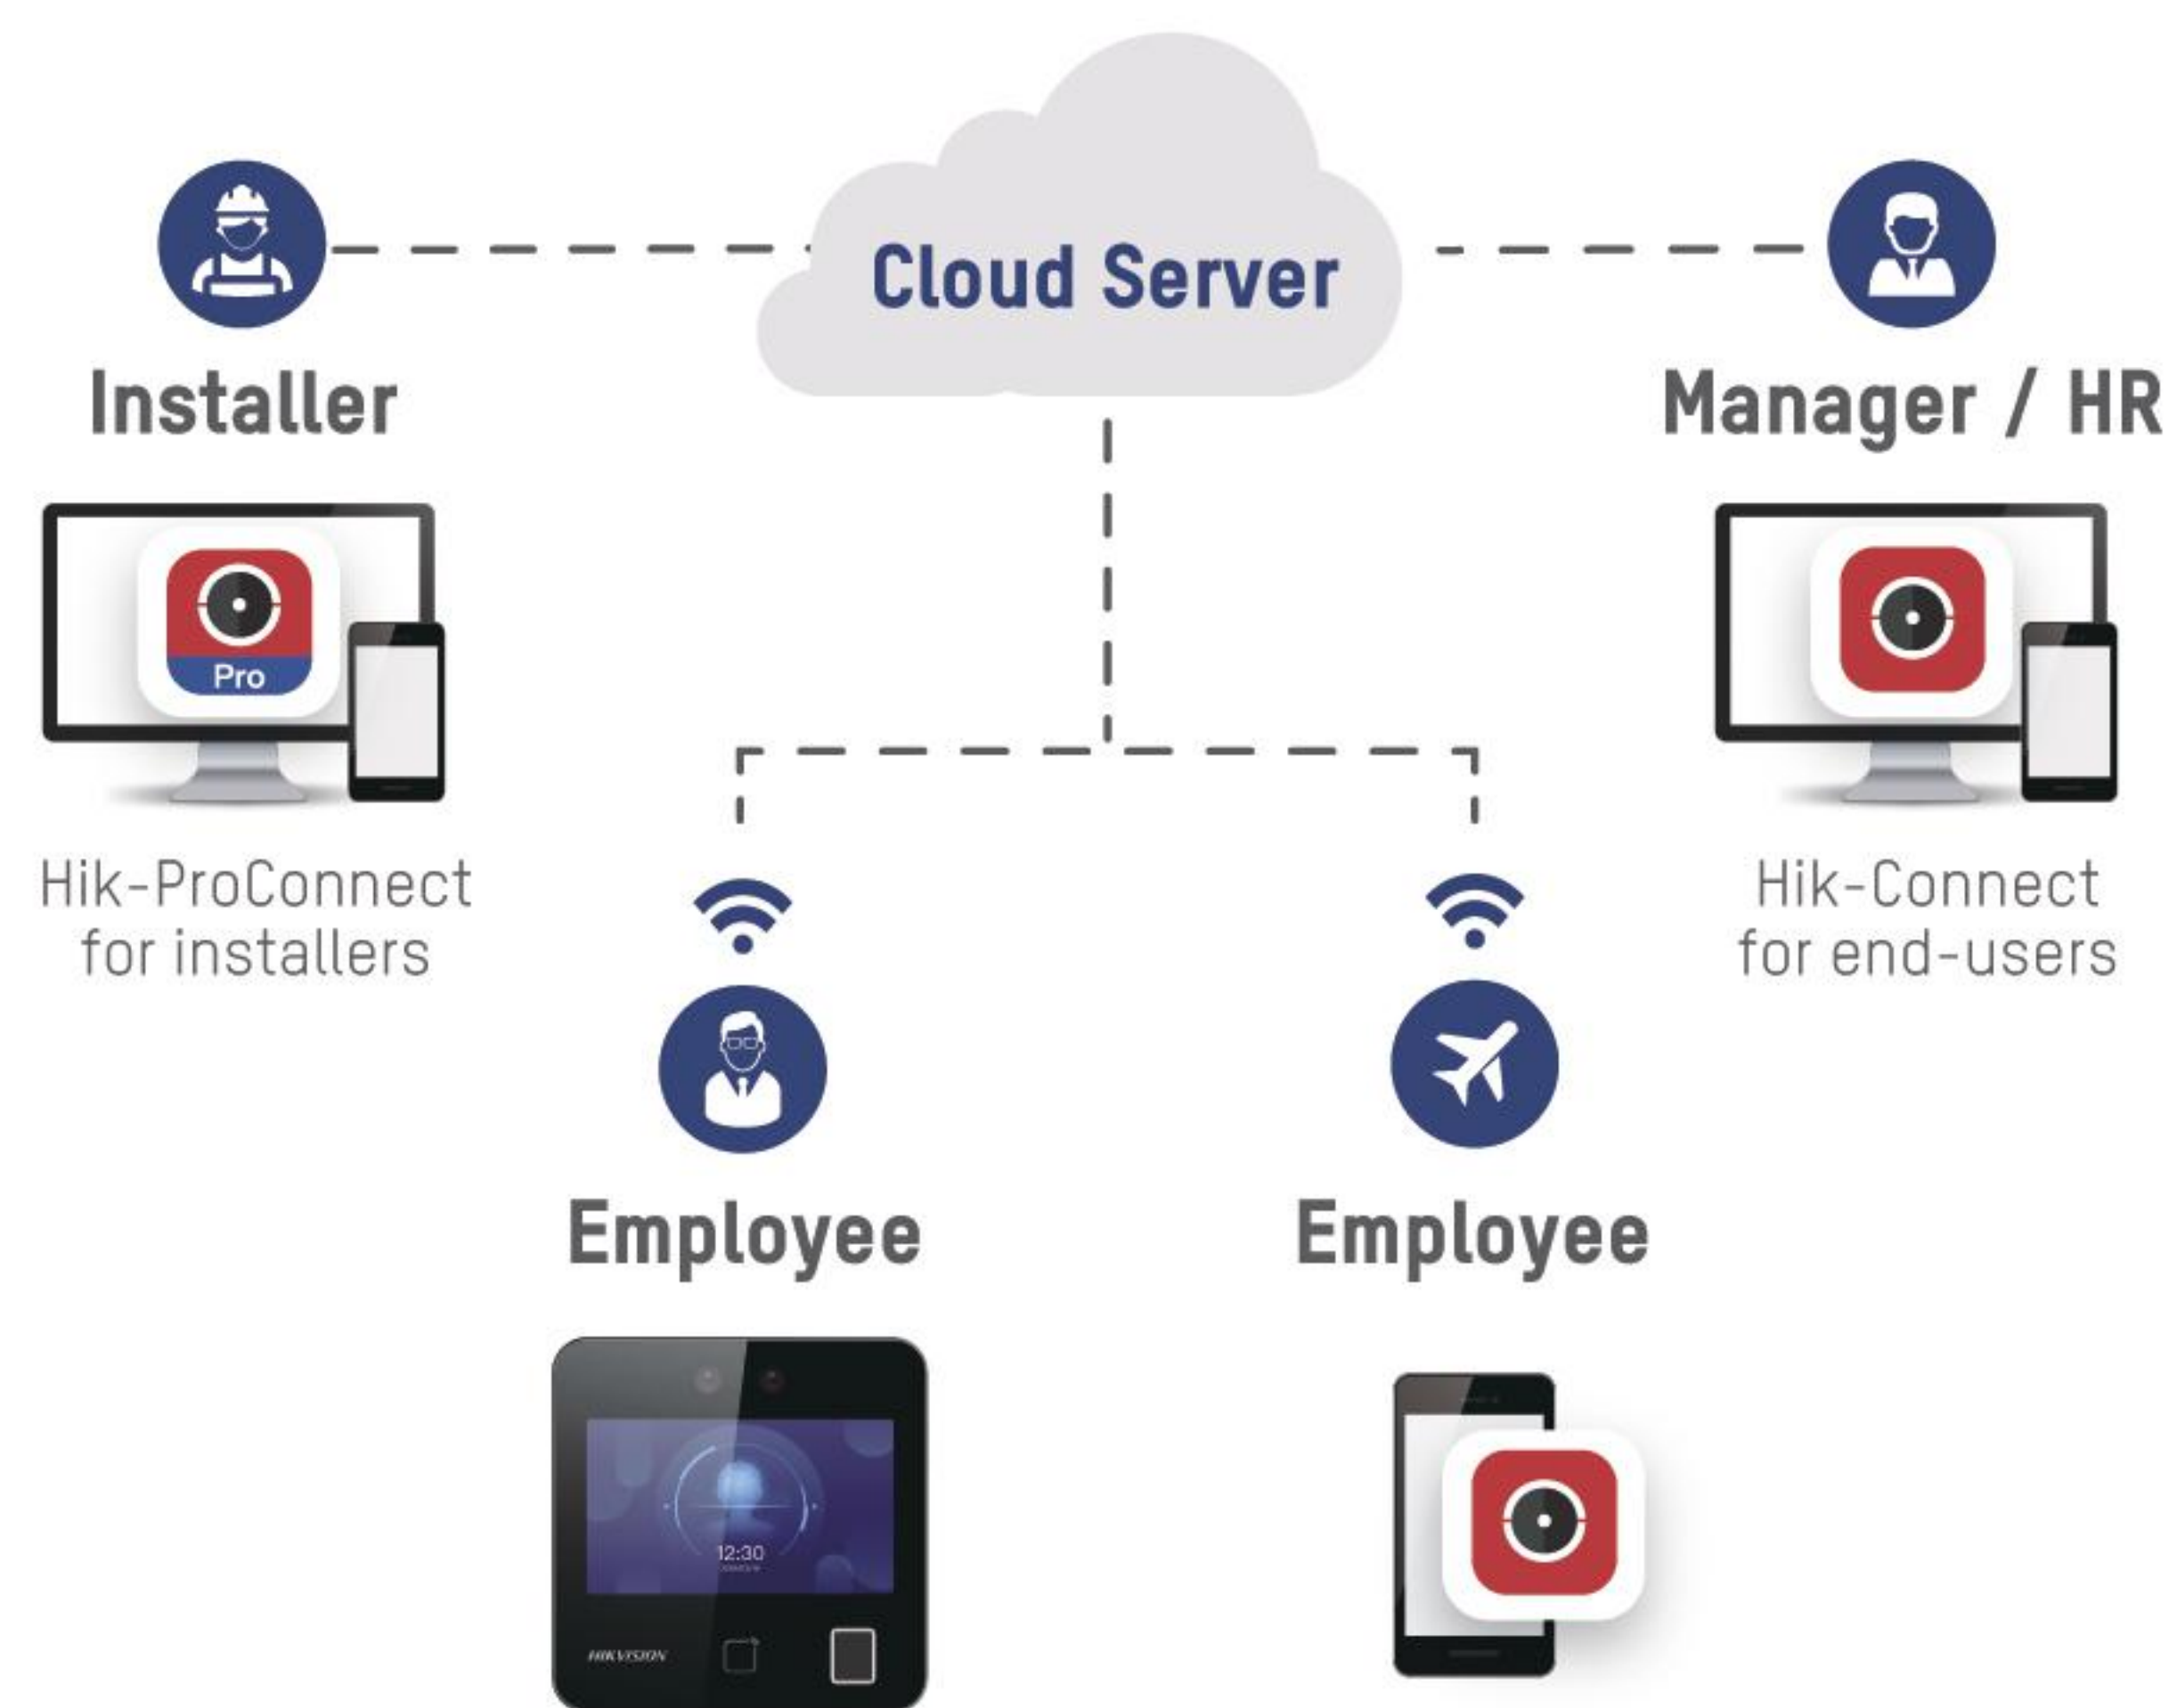 Cloud Server
Installer
Manager / HR
Pro
Hik-ProConnect
for installers
Hik-Connect
for end-users
Employee
Employee
12:30
HIKVISION